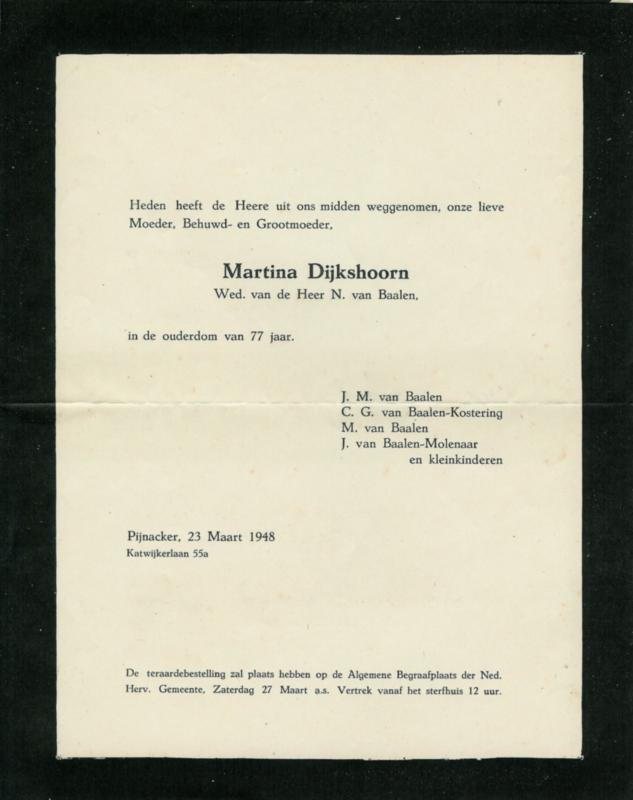 Heden heeft de Heere uit ons midden weggenomen, onze lieve
Moeder, Behuwd- en Grootmoeder,
Martina Dijkshoorn
Wed. van de Heer N. van Baalen,
in de ouderdom van 77 jaar.
J. M. van Baalen
C. G. van Baalen-Kostering
M. van Baalen
J. van Baalen-Molenaar
en kleinkinderen
Pijnacker, 23 Maart 1948
Katwijkerlaan 55a
De teraardebestelling zal plaats hebben op de Algemene Begraafplaats der Ned.
Herv. Gemeente, Zaterdag 27 Maart a.s. Vertrek vanaf het sterfhuis 12 uur.